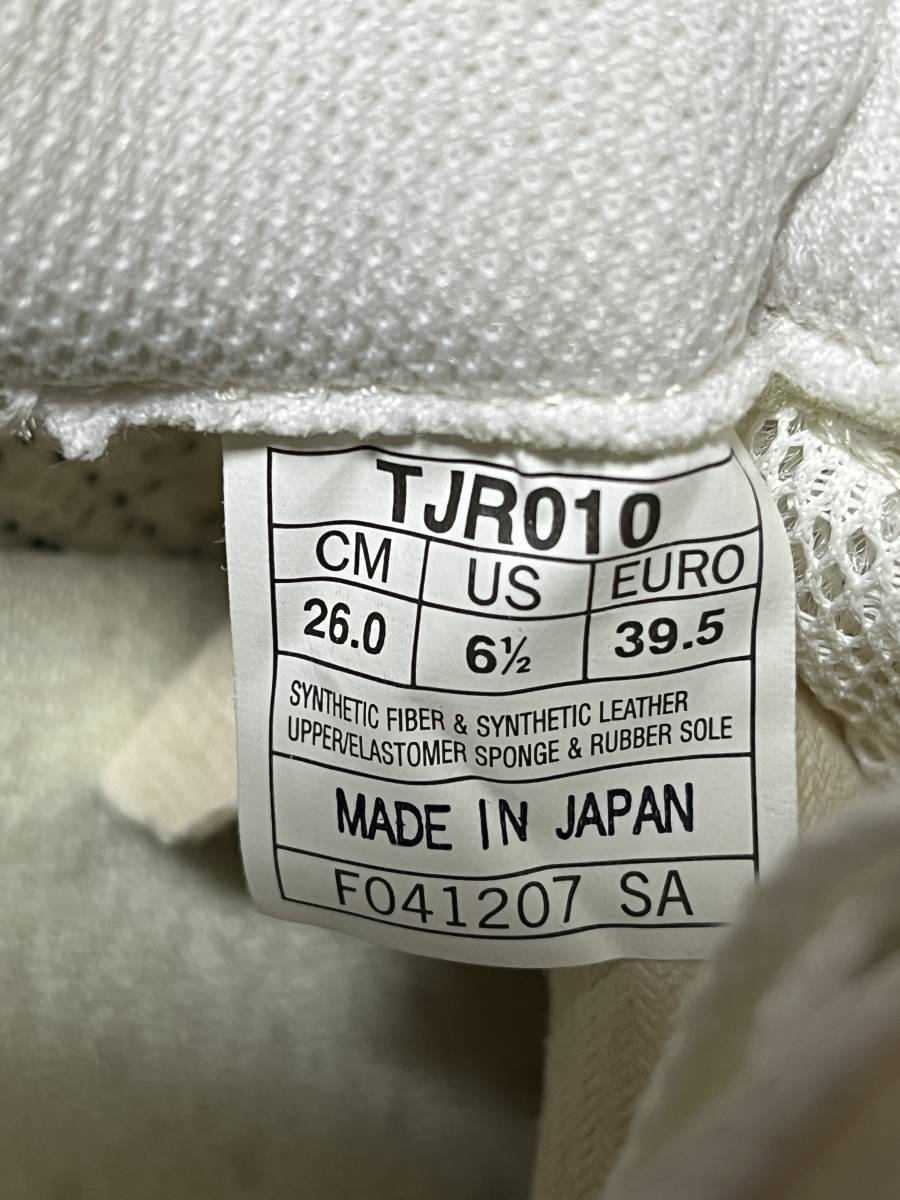 TJR010
CM US EURO
26.0 6½ 39.5
SYNTHETIC FIBER & SYNTHETIC LEATHER
UPPER/ELASTOMER SPONGE & RUBBER SOLE
MADE IN JAPAN
F041207 SA